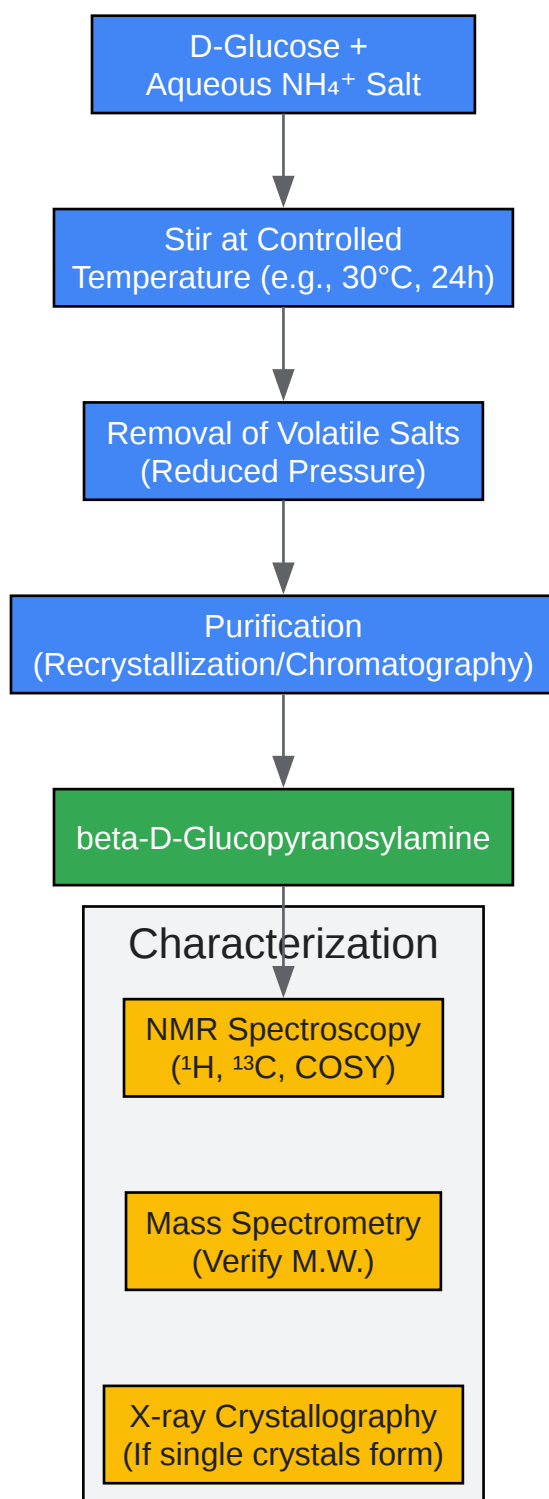 D-Glucose +
Aqueous NH₄⁺ Salt
Stir at Controlled
Temperature (e.g., 30°C, 24h)
Removal of Volatile Salts
(Reduced Pressure)
Purification
(Recrystallization/Chromatography)
beta-D-Glucopyranosylamine
Characterization
NMR Spectroscopy
(¹H, ¹³C, COSY)
Mass Spectrometry
(Verify M.W.)
X-ray Crystallography
(If single crystals form)